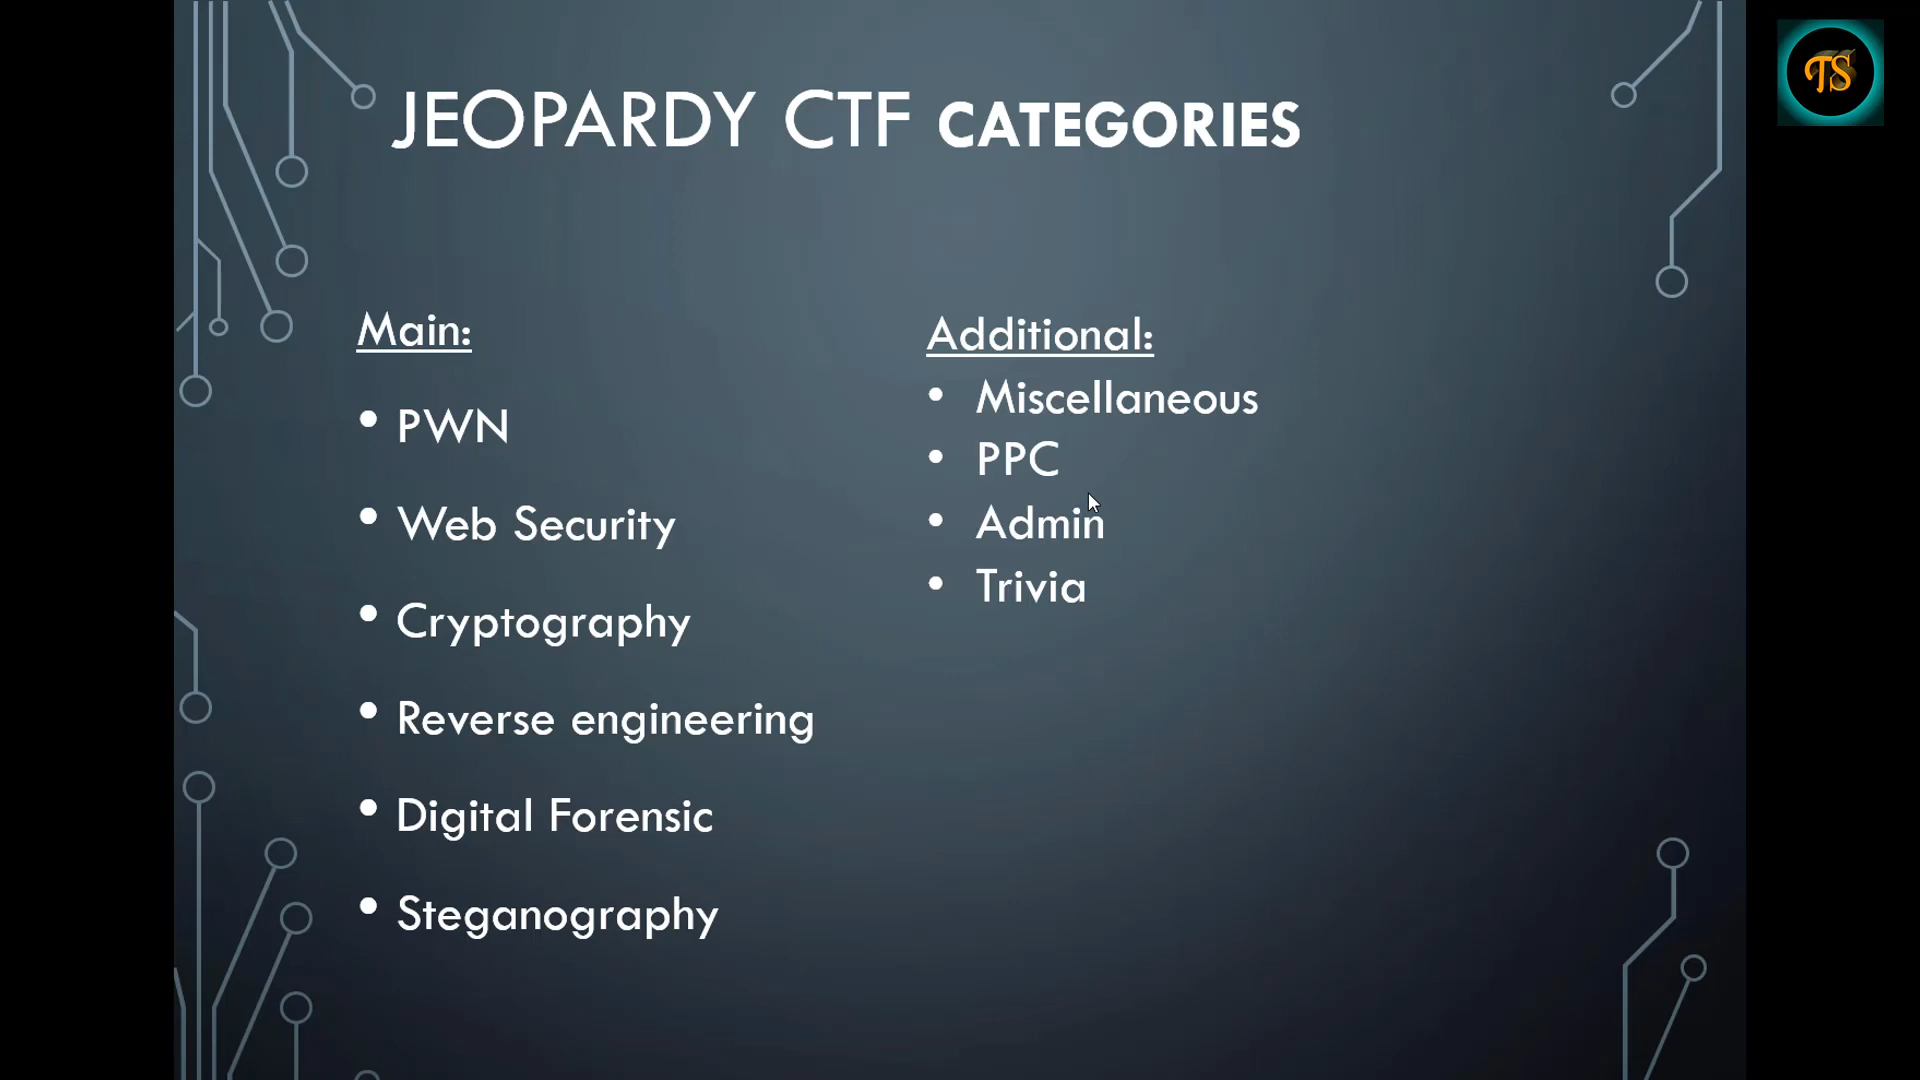 JEOPARDY CTF CATEGORIES
TS
Main:
• PWN
• Web Security
• Cryptography
• Reverse engineering
• Digital Forensic
• Steganography
Additional:
• Miscellaneous
• PPC
• Admin
• Trivia